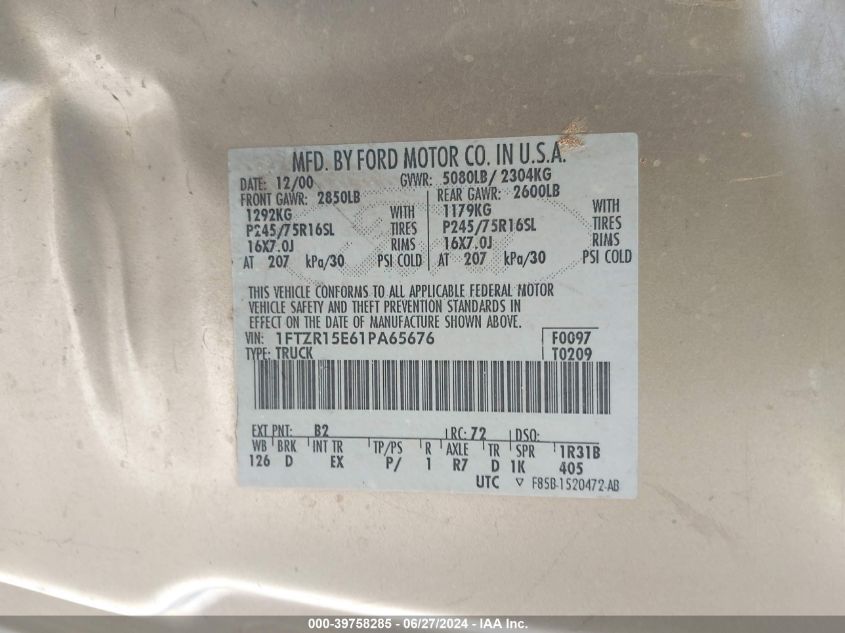 MFD. BY FORD MOTOR CO. IN U.S.A.
DATE: 12/00 GVWR: 5080LB/ 2304KG
FRONT GAWR: 2850LB REAR GAWR: 2600LB
1292KG WITH 1179KG WITH
P245/75R16SL TIRES P245/75R16SL TIRES
16X7.0J RIMS 16X7.0J RIMS
AT 207 kPa/30 PSI COLD AT 207 kPa/30 PSI COLD
THIS VEHICLE CONFORMS TO ALL APPLICABLE FEDERAL MOTOR
VEHICLE SAFETY AND THEFT PREVENTION STANDARDS IN
EFFECT ON THE DATE OF MANUFACTURE SHOWN ABOVE.
VIN: 1FTZR15E61PA65676 F0097
TYPE: TRUCK T0209
EXT PNT: B2 RC: 72 DSO:
WB BRK INT TR TP/PS R AXLE TR SPR 1R31B
126 D EX P/ 1 R7 D 1K 405
UTC ▽ F85B-1520472-AB
000-39758285 - 06/27/2024 - IAA Inc.